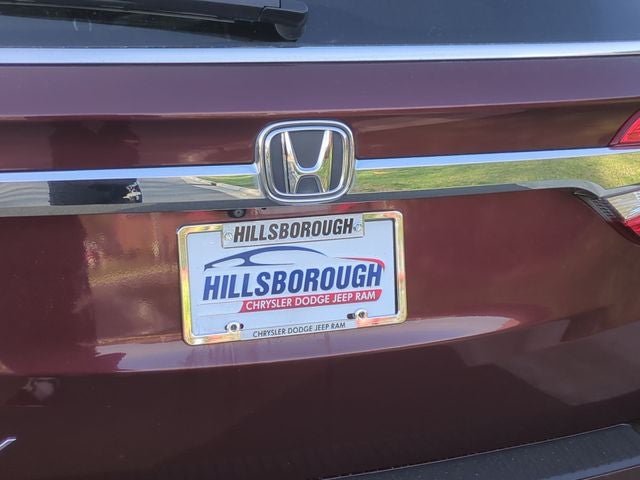 HILLSBOROUGH
HILLSBOROUGH
CHRYSLER DODGE JEEP RAM
CHRYSLER DODGE JEEP RAM